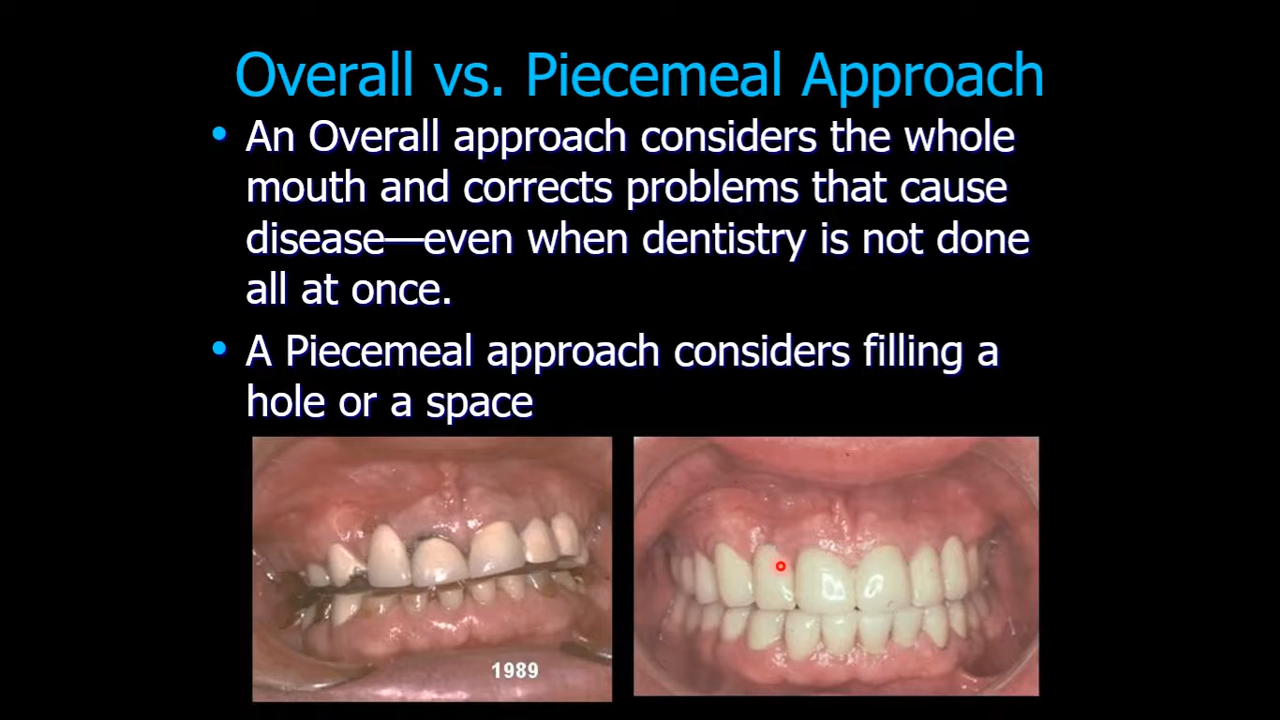 Overall vs. Piecemeal Approach
• An Overall approach considers the whole
mouth and corrects problems that cause
disease—even when dentistry is not done
all at once.
• A Piecemeal approach considers filling a
hole or a space
1989